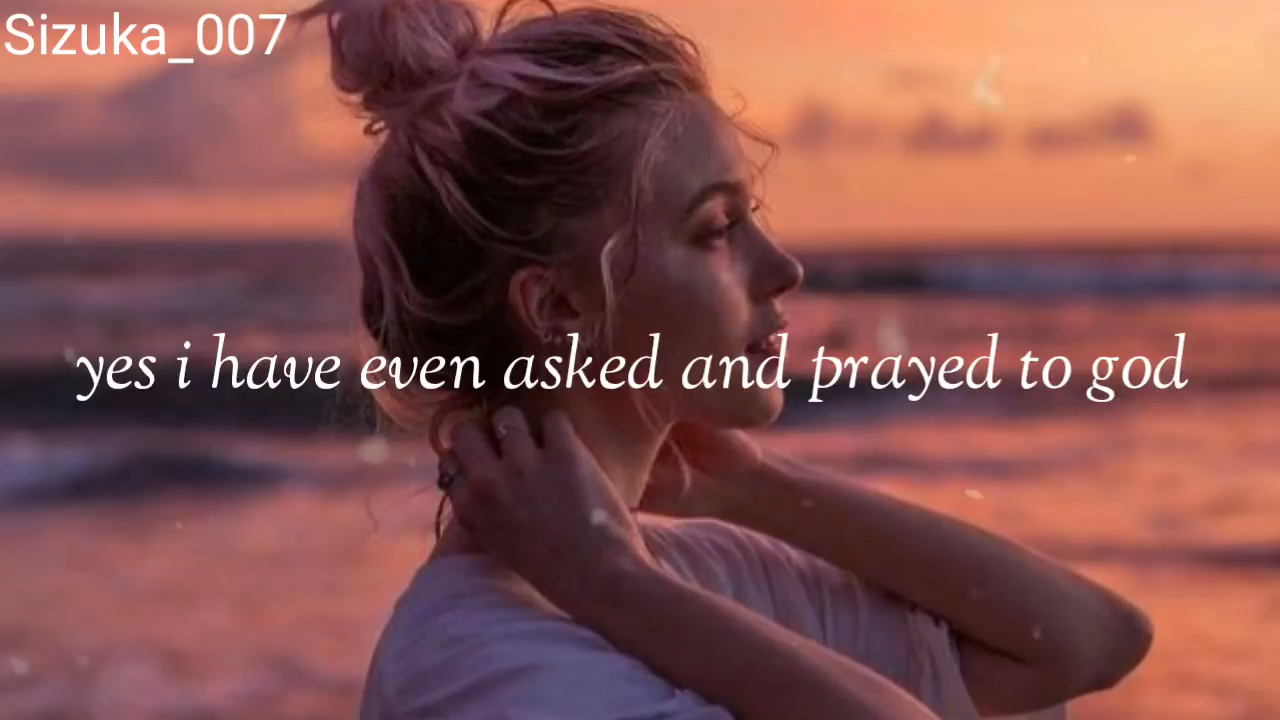 Sizuka_007
yes i have even asked and prayed to god